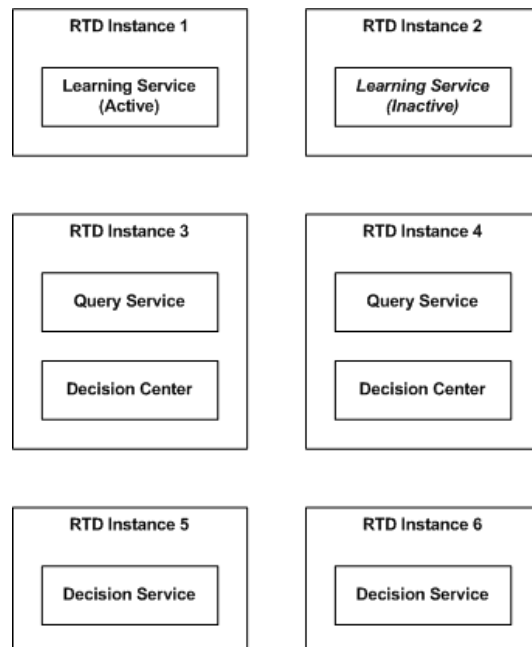 RTD Instance 1
Learning Service
(Active)
RTD Instance 2
Learning Service
(Inactive)
RTD Instance 3
Query Service
Decision Center
RTD Instance 4
Query Service
Decision Center
RTD Instance 5
Decision Service
RTD Instance 6
Decision Service